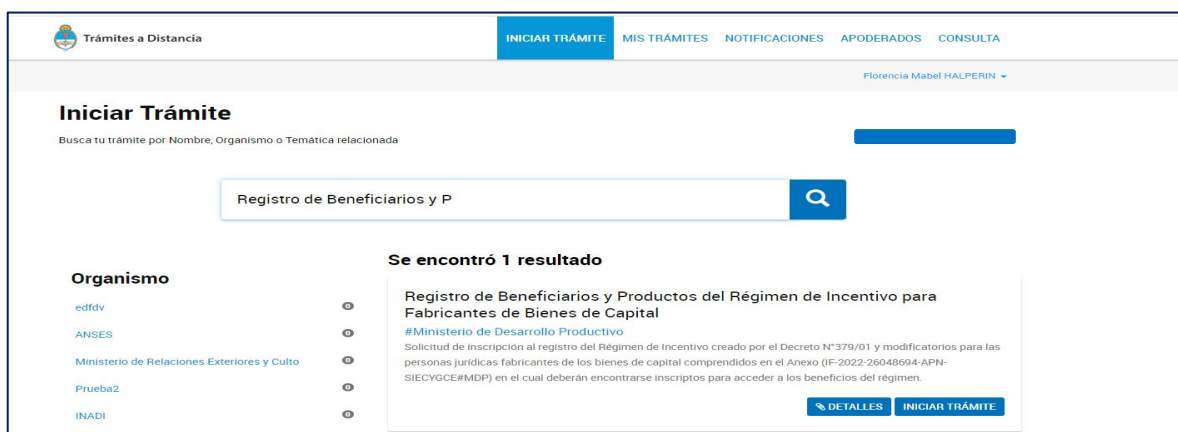 Trámites a Distancia
INICIAR TRÁMITE MIS TRÁMITES NOTIFICACIONES APODERADOS CONSULTA
Florencia Mabel HALPERIN
Iniciar Trámite
Busca tu trámite por Nombre, Organismo o Temática relacionada
Registro de Beneficiarios y P
Organismo
edfdv 0
ANSES 0
Ministerio de Relaciones Exteriores y Culto 0
Prueba2 0
INADI 0
Se encontró 1 resultado
Registro de Beneficiarios y Productos del Régimen de Incentivo para
Fabricantes de Bienes de Capital
#Ministerio de Desarrollo Productivo
Solicitud de inscripción al registro del Régimen de Incentivo creado por el Decreto N°379/01 y modificatorios para las
personas jurídicas fabricantes de los bienes de capital comprendidos en el Anexo (IF-2022-26048694-APN-
SIECYGCE#MDP) en el cual deberán encontrarse inscriptos para acceder a los beneficios del régimen.
DETALLES INICIAR TRÁMITE